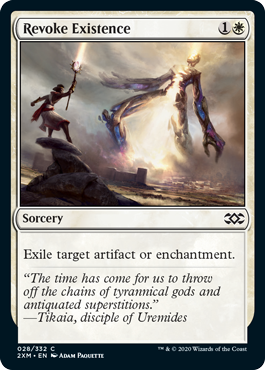 Revoke Existence 1
Sorcery
Exile target artifact or enchantment.
“The time has come for us to throw
off the chains of tyrannical gods and
antiquated superstitions.”
—Tikaia, disciple of Uremides
028/332 C
2XM • EN Adam Paquette
™ & © 2020 Wizards of the Coast